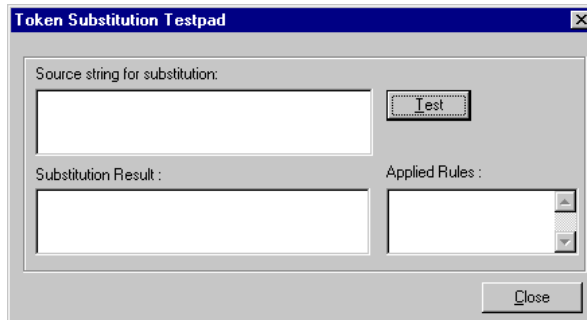 Token Substitution Testpad
Source string for substitution:
Test
Substitution Result :
Applied Rules :
Close